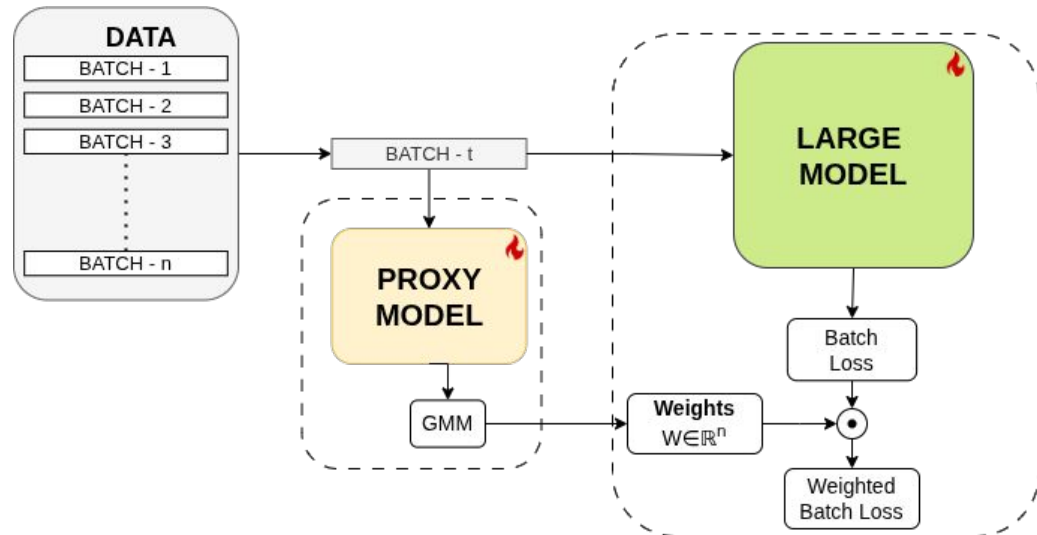 DATA
BATCH - 1
BATCH - 2
BATCH - 3
BATCH - n
BATCH - t
PROXY
MODEL
GMM
LARGE
MODEL
Batch
Loss
Weights
W∈ℝⁿ
Weighted
Batch Loss